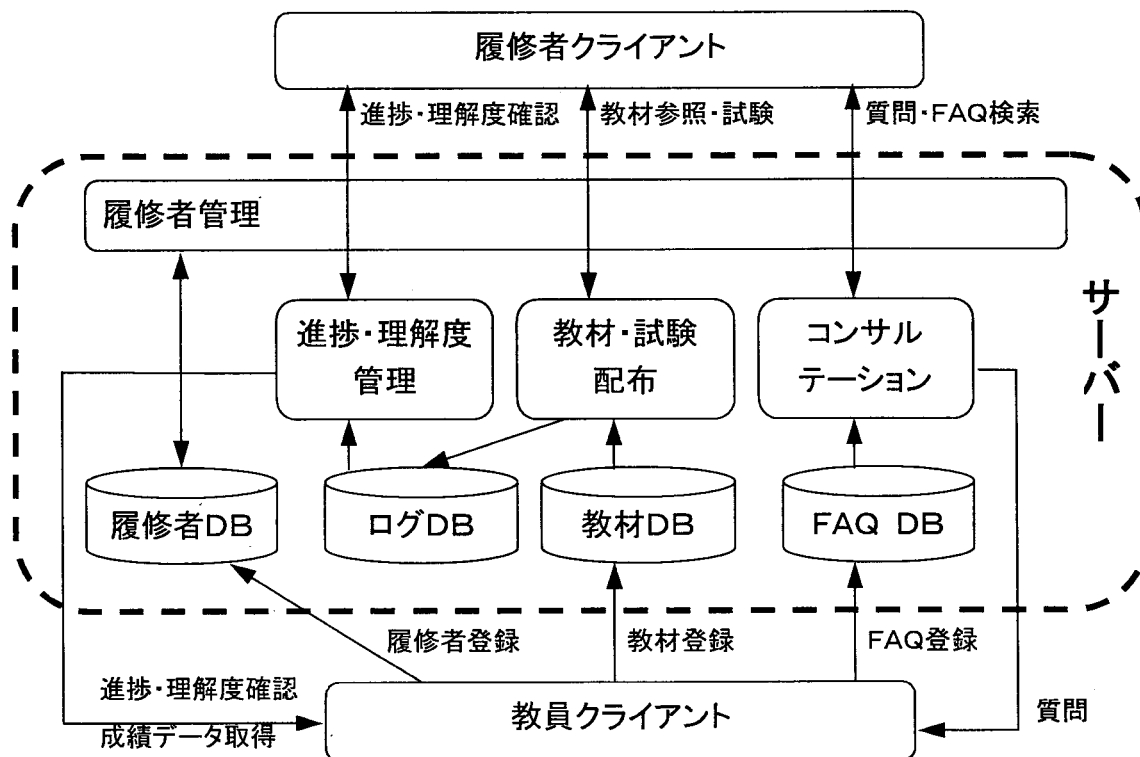 履修者クライアント
進捗・理解度確認
教材参照・試験
質問・FAQ検索
履修者管理
サーバー
進捗・理解度
管理
教材・試験
配布
コンサル
テーション
履修者DB
ログDB
教材DB
FAQ DB
履修者登録
教材登録
FAQ登録
進捗・理解度確認
成績データ取得
教員クライアント
質問